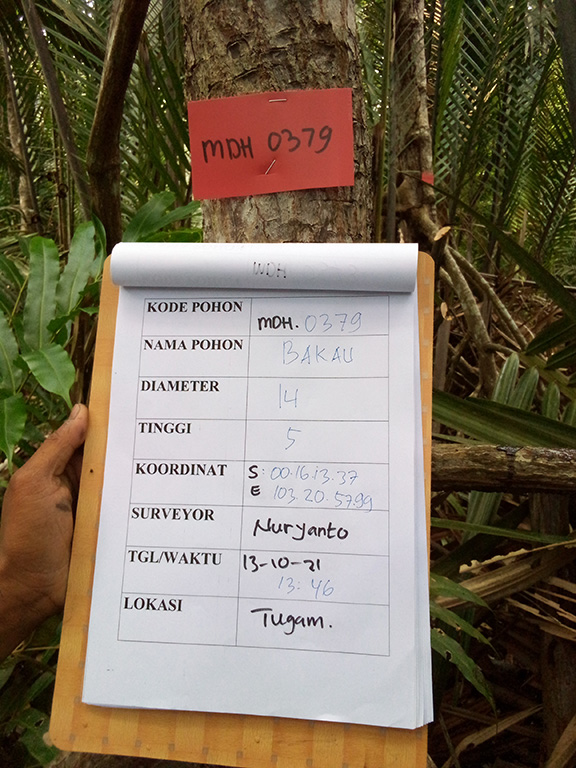 MDH 0379
KODE POHON MDH. 0379
NAMA POHON BAKAU
DIAMETER 14
TINGGI 5
KOORDINAT S : 00.16.13.37
E 103.20.57.99
SURVEYOR Nuryanto
TGL/WAKTU 13-10-21
13:46
LOKASI Tugam.